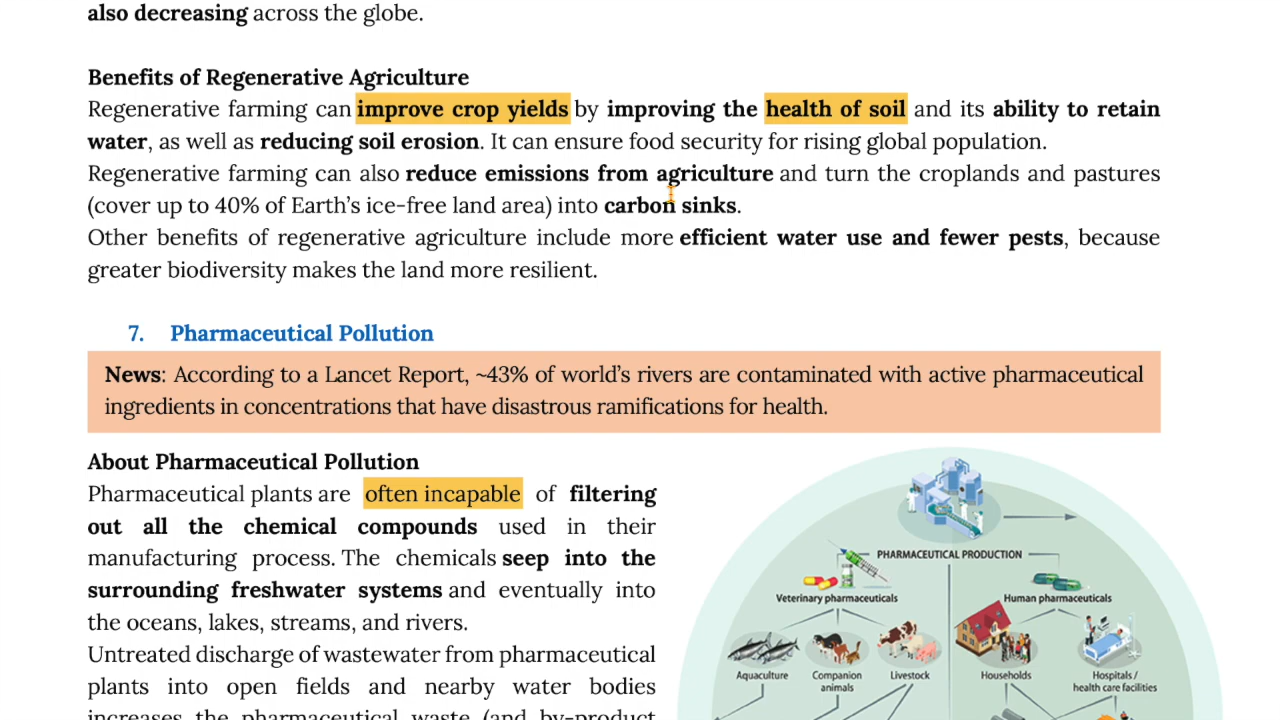 also decreasing across the globe.
Benefits of Regenerative Agriculture
Regenerative farming can improve crop yields by improving the health of soil and its ability to retain
water, as well as reducing soil erosion. It can ensure food security for rising global population.
Regenerative farming can also reduce emissions from agriculture and turn the croplands and pastures
(cover up to 40% of Earth's ice-free land area) into carbon sinks.
Other benefits of regenerative agriculture include more efficient water use and fewer pests, because
greater biodiversity makes the land more resilient.
7. Pharmaceutical Pollution
News: According to a Lancet Report, ~43% of world's rivers are contaminated with active pharmaceutical
ingredients in concentrations that have disastrous ramifications for health.
About Pharmaceutical Pollution
Pharmaceutical plants are often incapable of filtering
out all the chemical compounds used in their
manufacturing process. The chemicals seep into the
surrounding freshwater systems and eventually into
the oceans, lakes, streams, and rivers.
Untreated discharge of wastewater from pharmaceutical
plants into open fields and nearby water bodies
increases the pharmaceutical waste (and by-product
PHARMACEUTICAL PRODUCTION
Veterinary pharmaceuticals
Human pharmaceuticals
Aquaculture
Companion
animals
Livestock
Households
Hospitals /
health care facilities